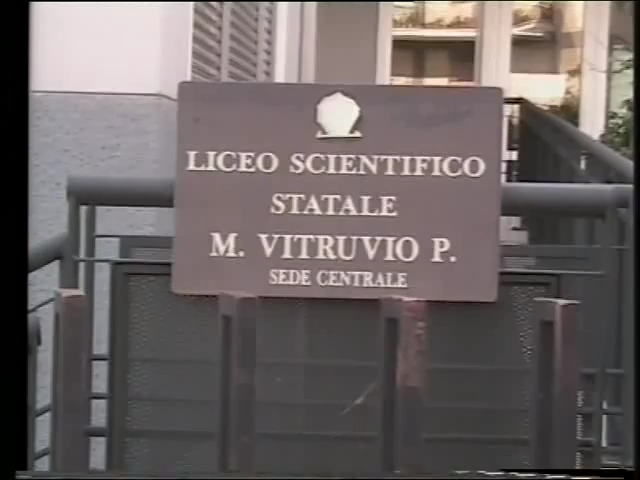 LICEO SCIENTIFICO
STATALE
M. VITRUVIO P.
SEDE CENTRALE